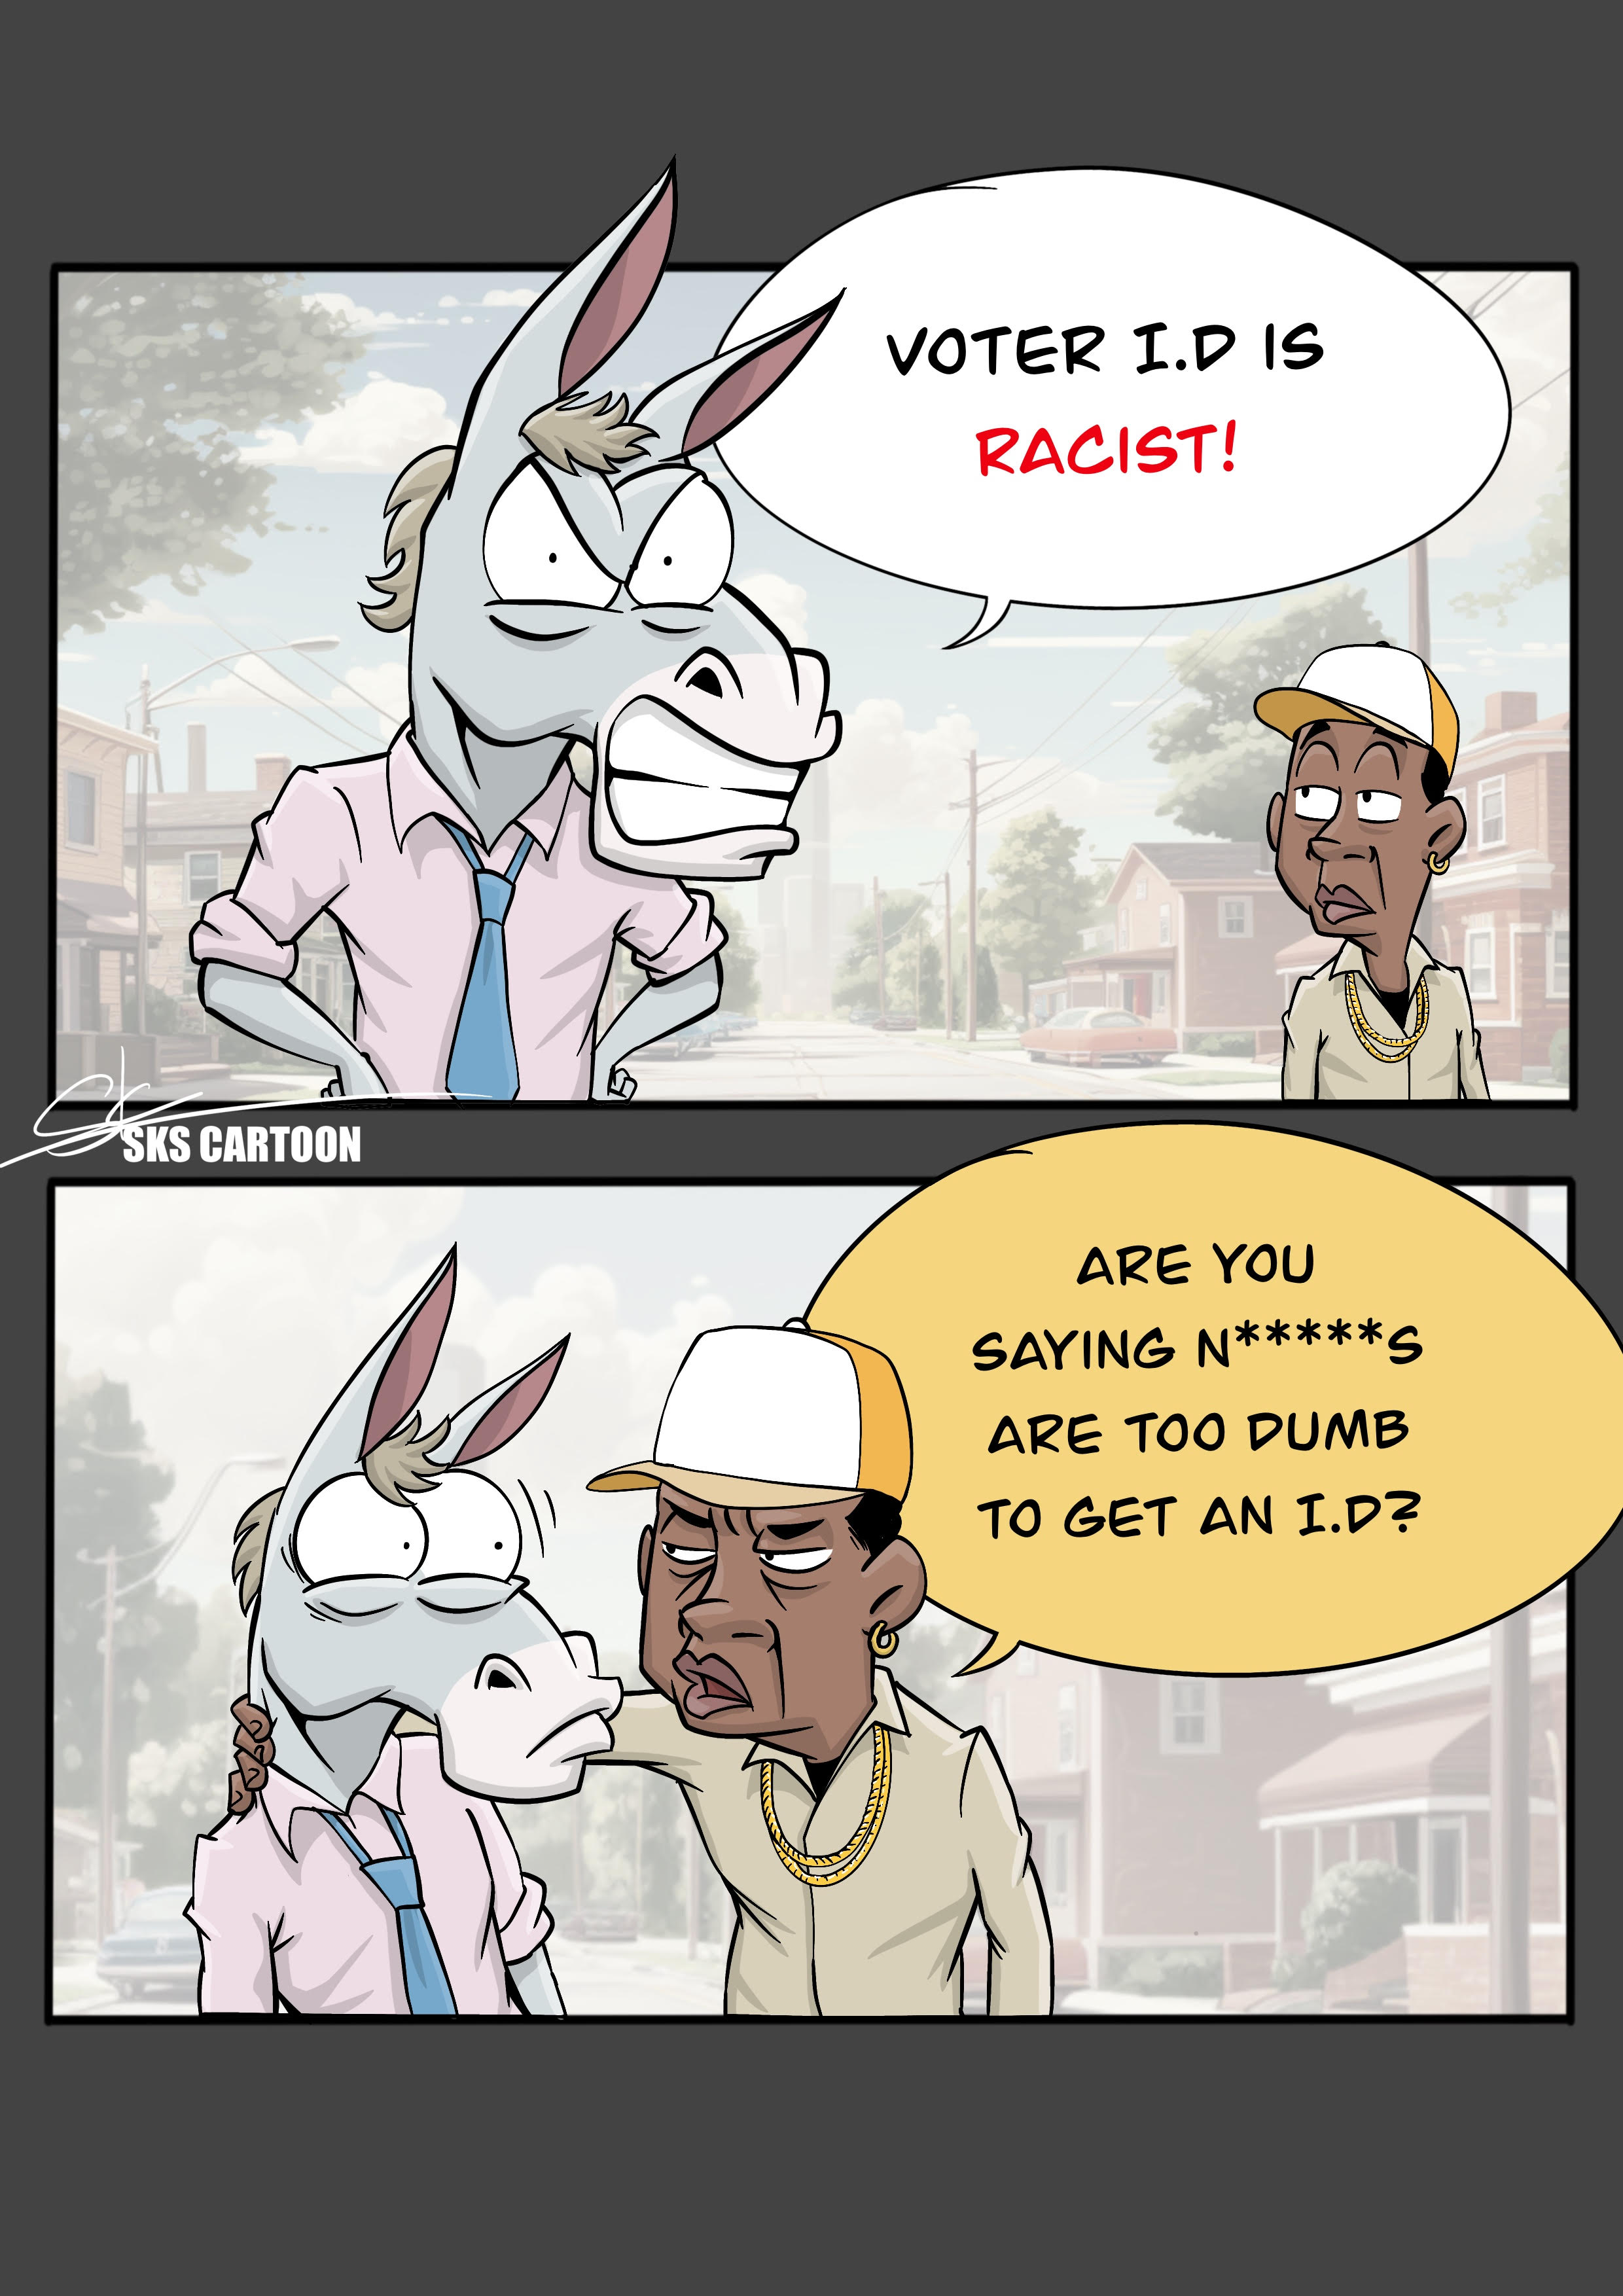 VOTER I.D IS
RACIST!
SKS CARTOON
ARE YOU
SAYING N*****S
ARE TOO DUMB
TO GET AN I.D?